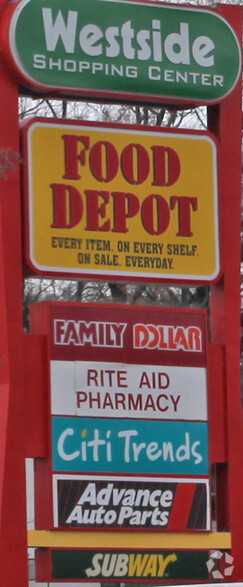 Westside
SHOPPING CENTER
FOOD
DEPOT
EVERY ITEM. ON EVERY SHELF.
ON SALE. EVERYDAY.
FAMILY DOLLAR
RITE AID
PHARMACY
Citi Trends
Advance
Auto Parts
SUBWAY